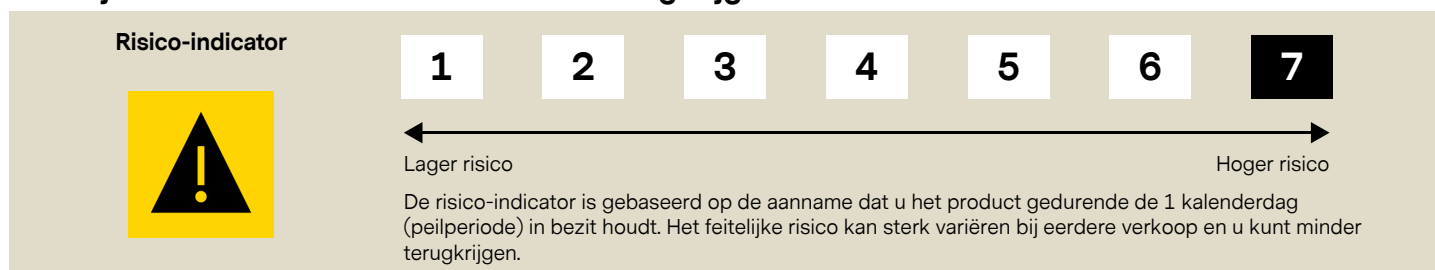 Risico-indicator
1 2 3 4 5 6 7
Lager risico Hoger risico
De risico-indicator is gebaseerd op de aanname dat u het product gedurende de 1 kalenderdag
(peilperiode) in bezit houdt. Het feitelijke risico kan sterk variëren bij eerdere verkoop en u kunt minder
terugkrijgen.